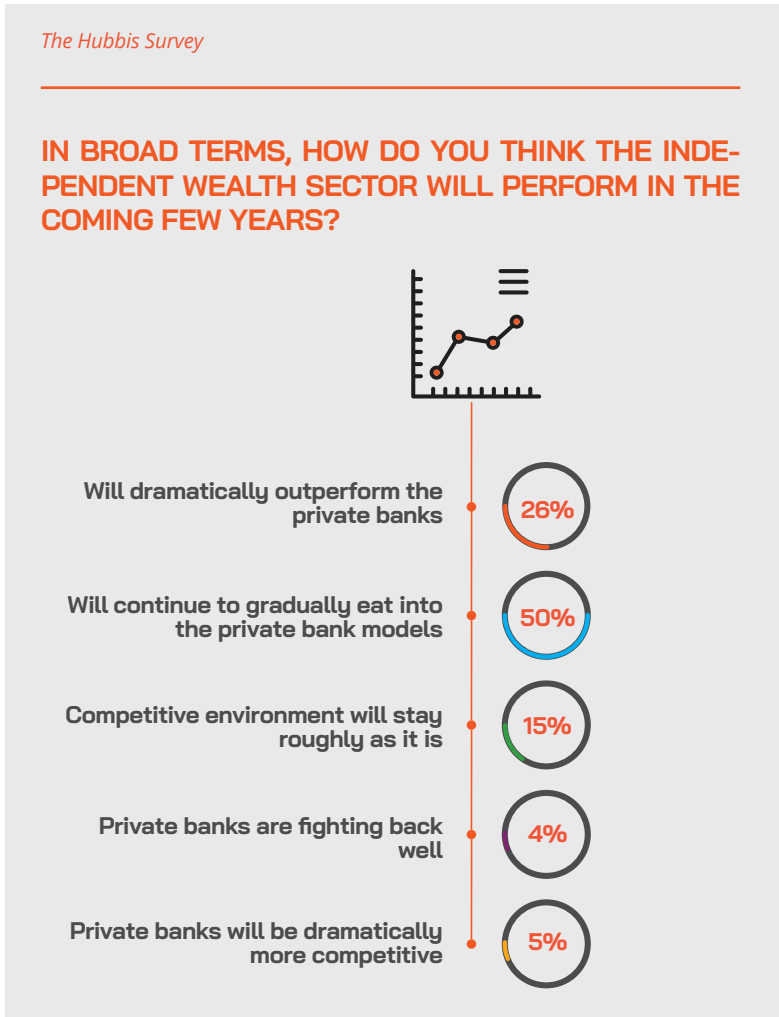 The Hubbis Survey
IN BROAD TERMS, HOW DO YOU THINK THE INDE-
PENDENT WEALTH SECTOR WILL PERFORM IN THE
COMING FEW YEARS?
Will dramatically outperform the
private banks
26%
Will continue to gradually eat into
the private bank models
50%
Competitive environment will stay
roughly as it is
15%
Private banks are fighting back
well
4%
Private banks will be dramatically
more competitive
5%